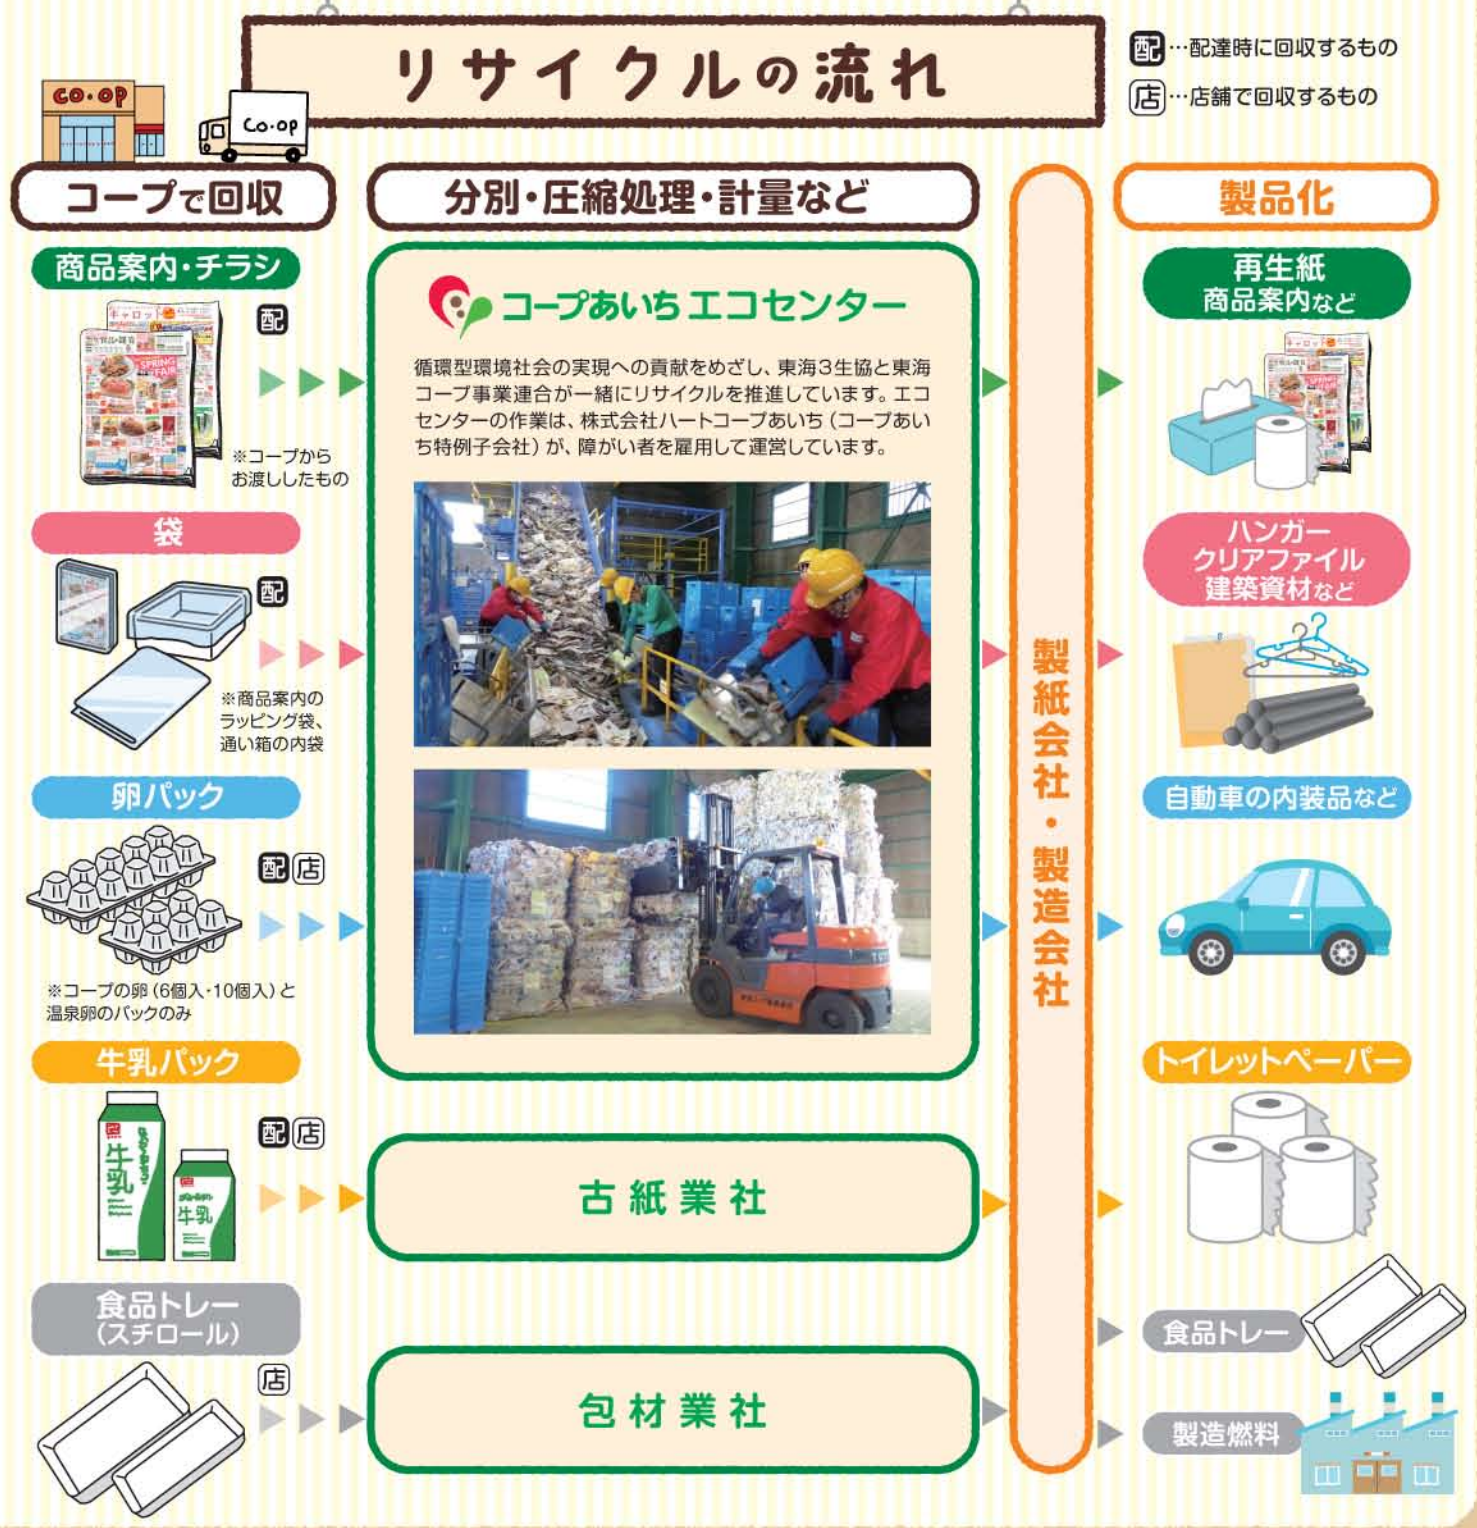 リサイクルの流れ
配…配達時に回収するもの
店…店舗で回収するもの
CO・OP
Co・op
コープで回収
分別・圧縮処理・計量など
製品化
商品案内・チラシ
配
※コープから
お渡ししたもの
袋
配
※商品案内の
ラッピング袋、
通い箱の内袋
卵パック
配 店
※コープの卵(6個入・10個入)と
温泉卵のパックのみ
牛乳パック
配 店
牛乳
牛乳
食品トレー
(スチロール)
店
コープあいち エコセンター
循環型環境社会の実現への貢献をめざし、東海3生協と東海
コープ事業連合が一緒にリサイクルを推進しています。エコ
センターの作業は、株式会社ハートコープあいち(コープあい
ち特例子会社)が、障がい者を雇用して運営しています。
古紙業社
包材業社
製紙会社・製造会社
再生紙
商品案内など
キャロット
SPRING
FAIR
ハンガー
クリアファイル
建築資材など
自動車の内装品など
トイレットペーパー
食品トレー
製造燃料